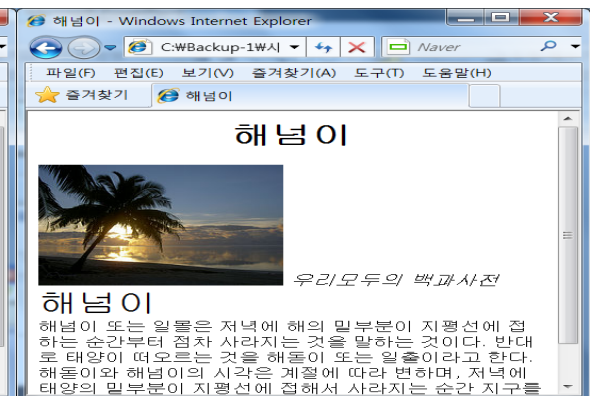 해넘이 - Windows Internet Explorer
C:₩Backup-1₩시
Naver
파일(F) 편집(E) 보기(V) 즐겨찾기(A) 도구(T) 도움말(H)
즐겨찾기 해넘이
해넘이
우리모두의 백과사전
해넘이
해넘이 또는 일몰은 저녁에 해의 밑부분이 지평선에 접
하는 순간부터 점차 사라지는 것을 말하는 것이다. 반대
로 태양이 떠오르는 것을 해돋이 또는 일출이라고 한다.
해돋이와 해넘이의 시각은 계절에 따라 변하며, 저녁에
태양의 밑부분이 지평선에 접해서 사라지는 순간 지구를